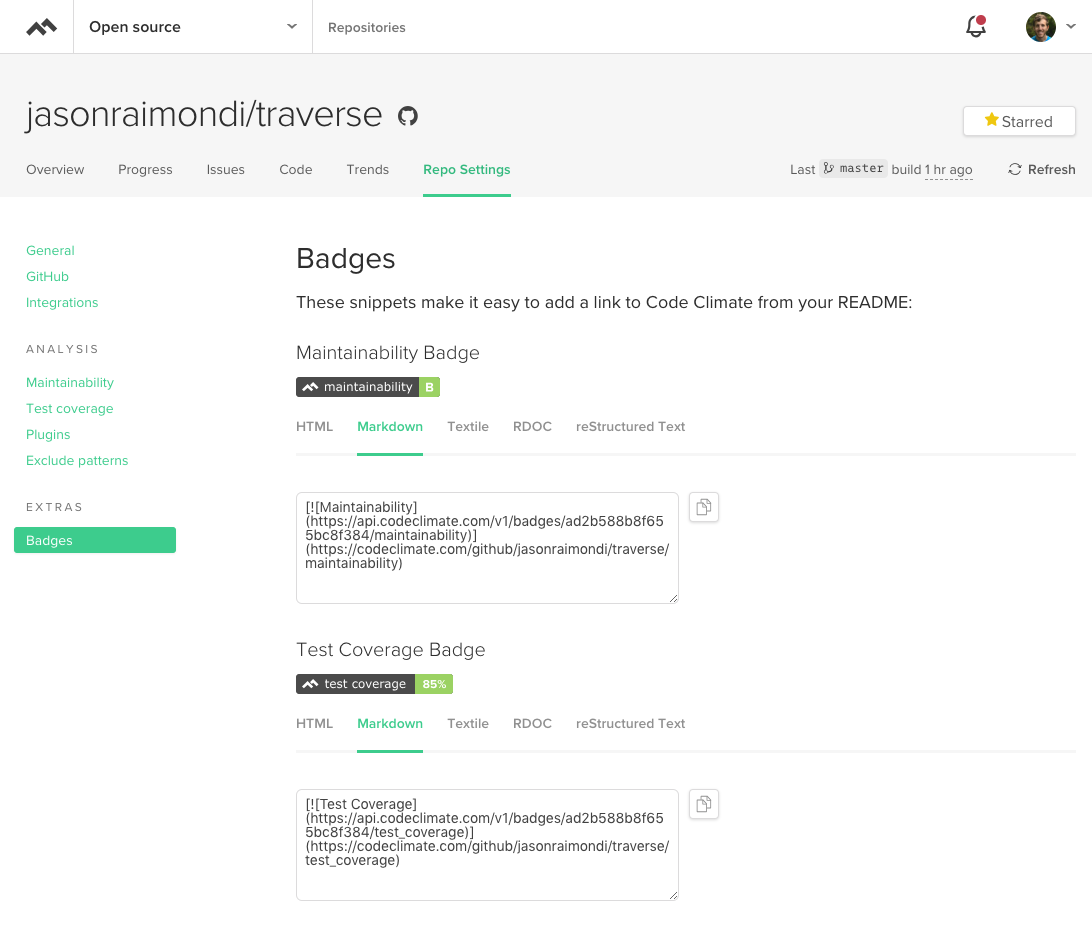 Open source
Repositories
jasonraimondi/traverse
Starred
Overview Progress Issues Code Trends Repo Settings
Last master build 1 hr ago Refresh
General
GitHub
Integrations
ANALYSIS
Maintainability
Test coverage
Plugins
Exclude patterns
EXTRAS
Badges
Badges
These snippets make it easy to add a link to Code Climate from your README:
Maintainability Badge
maintainability B
HTML Markdown Textile RDOC reStructured Text
[![Maintainability]
(https://api.codeclimate.com/v1/badges/ad2b588b8f65
5bc8f384/maintainability)]
(https://codeclimate.com/github/jasonraimondi/traverse/
maintainability)
Test Coverage Badge
test coverage 85%
HTML Markdown Textile RDOC reStructured Text
[![Test Coverage]
(https://api.codeclimate.com/v1/badges/ad2b588b8f65
5bc8f384/test_coverage)]
(https://codeclimate.com/github/jasonraimondi/traverse/
test_coverage)